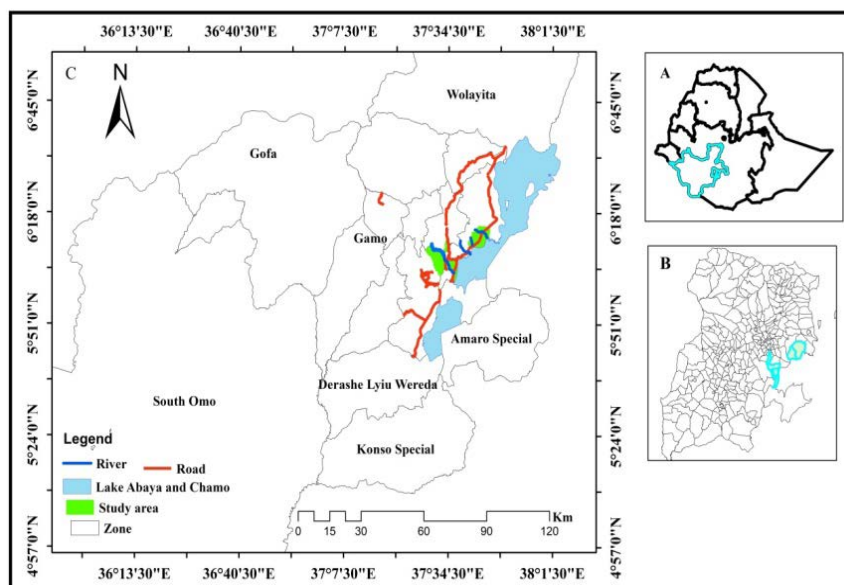 36°13'30"E 36°40'30"E 37°7'30"E 37°34'30"E 38°1'30"E
C
N
Wolayita
Gofa
Gamo
Amaro Special
Derashe Lyiu Wereda
South Omo
Konso Special
Legend
River Road
Lake Abaya and Chamo
Study area
Zone
Km
0 15 30 60 90 120
6°45'0"N
6°18'0"N
5°51'0"N
5°24'0"N
4°57'0"N
6°45'0"N
6°18'0"N
5°51'0"N
5°24'0"N
4°57'0"N
36°13'30"E 36°40'30"E 37°7'30"E 37°34'30"E 38°1'30"E
A
B